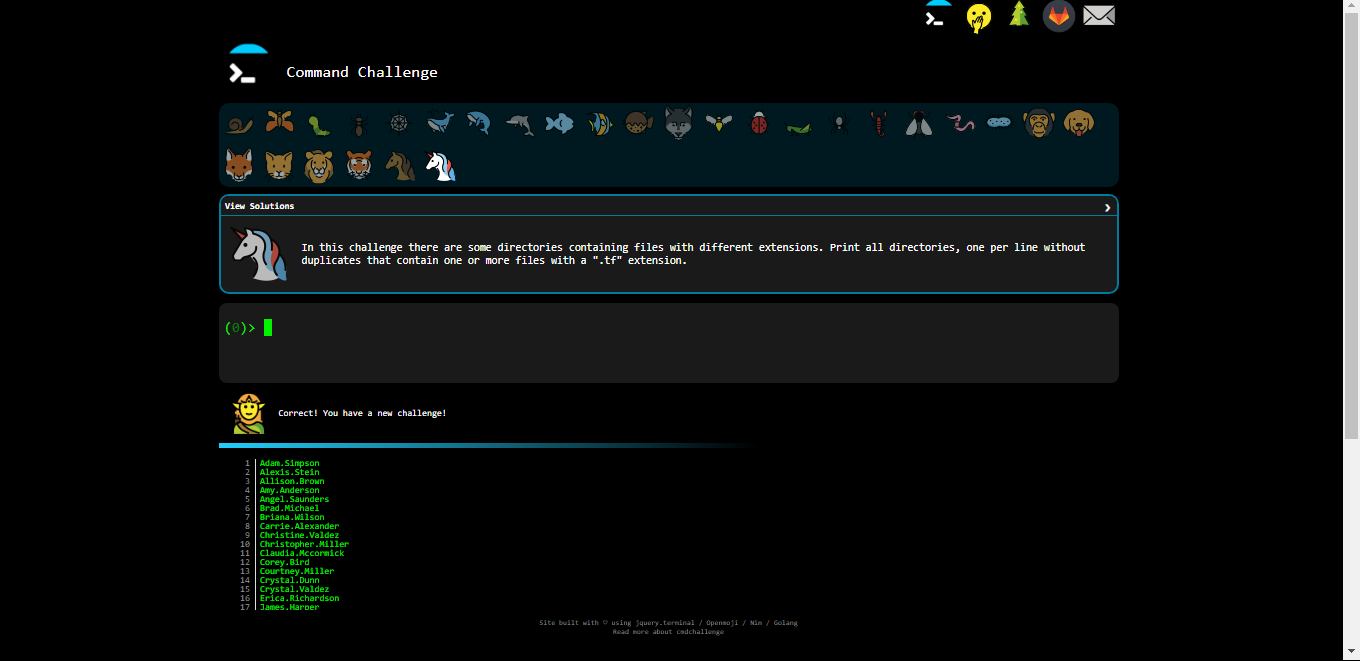 Command Challenge
View Solutions
In this challenge there are some directories containing files with different extensions. Print all directories, one per line without
duplicates that contain one or more files with a ".tf" extension.
(0)>
Correct! You have a new challenge!
1 Adam.Simpson
2 Alexis.Stein
3 Allison.Brown
4 Amy.Anderson
5 Angel.Saunders
6 Brad.Michael
7 Briana.Wilson
8 Carrie.Alexander
9 Christine.Valdez
10 Christopher.Miller
11 Claudia.Mccormick
12 Corey.Bird
13 Courtney.Miller
14 Crystal.Dunn
15 Crystal.Valdez
16 Erica.Richardson
17 James.Harper
Site built with ♡ using jquery.terminal / Openmoji / Nim / Golang
Read more about cmdchallenge